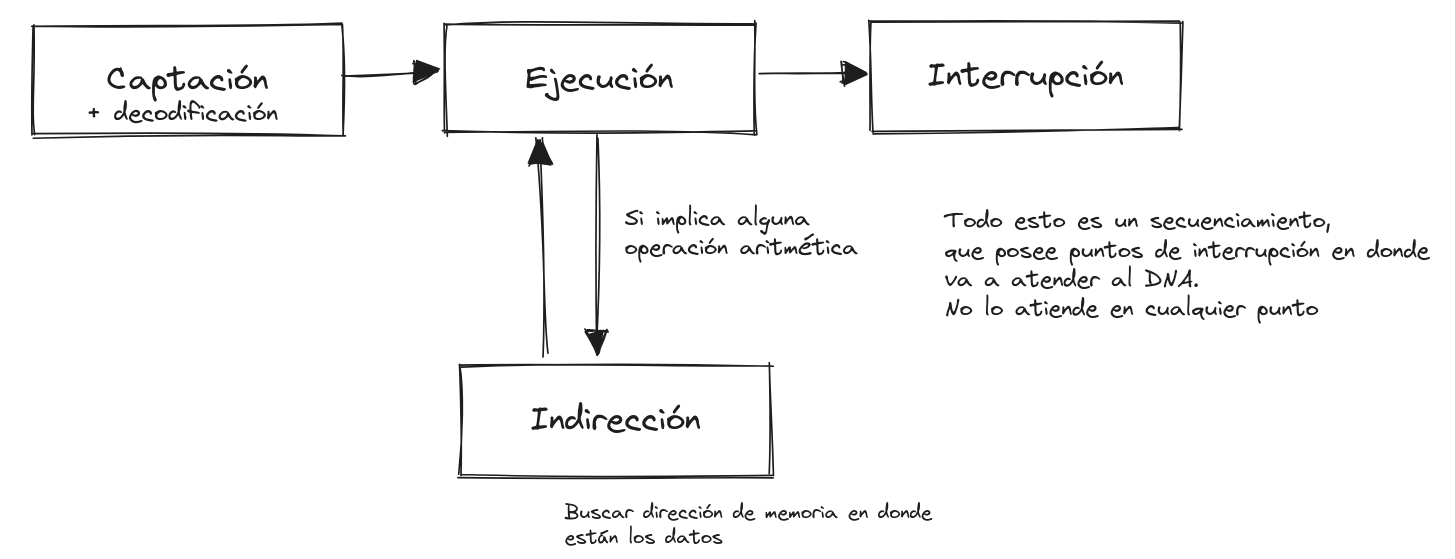 Captación
+ decodificación
Ejecución
Interrupción
Si implica alguna
operación aritmética
Todo esto es un secuenciamiento,
que posee puntos de interrupción en donde
va a atender al DNA.
No lo atiende en cualquier punto
Indirección
Buscar dirección de memoria en donde
están los datos